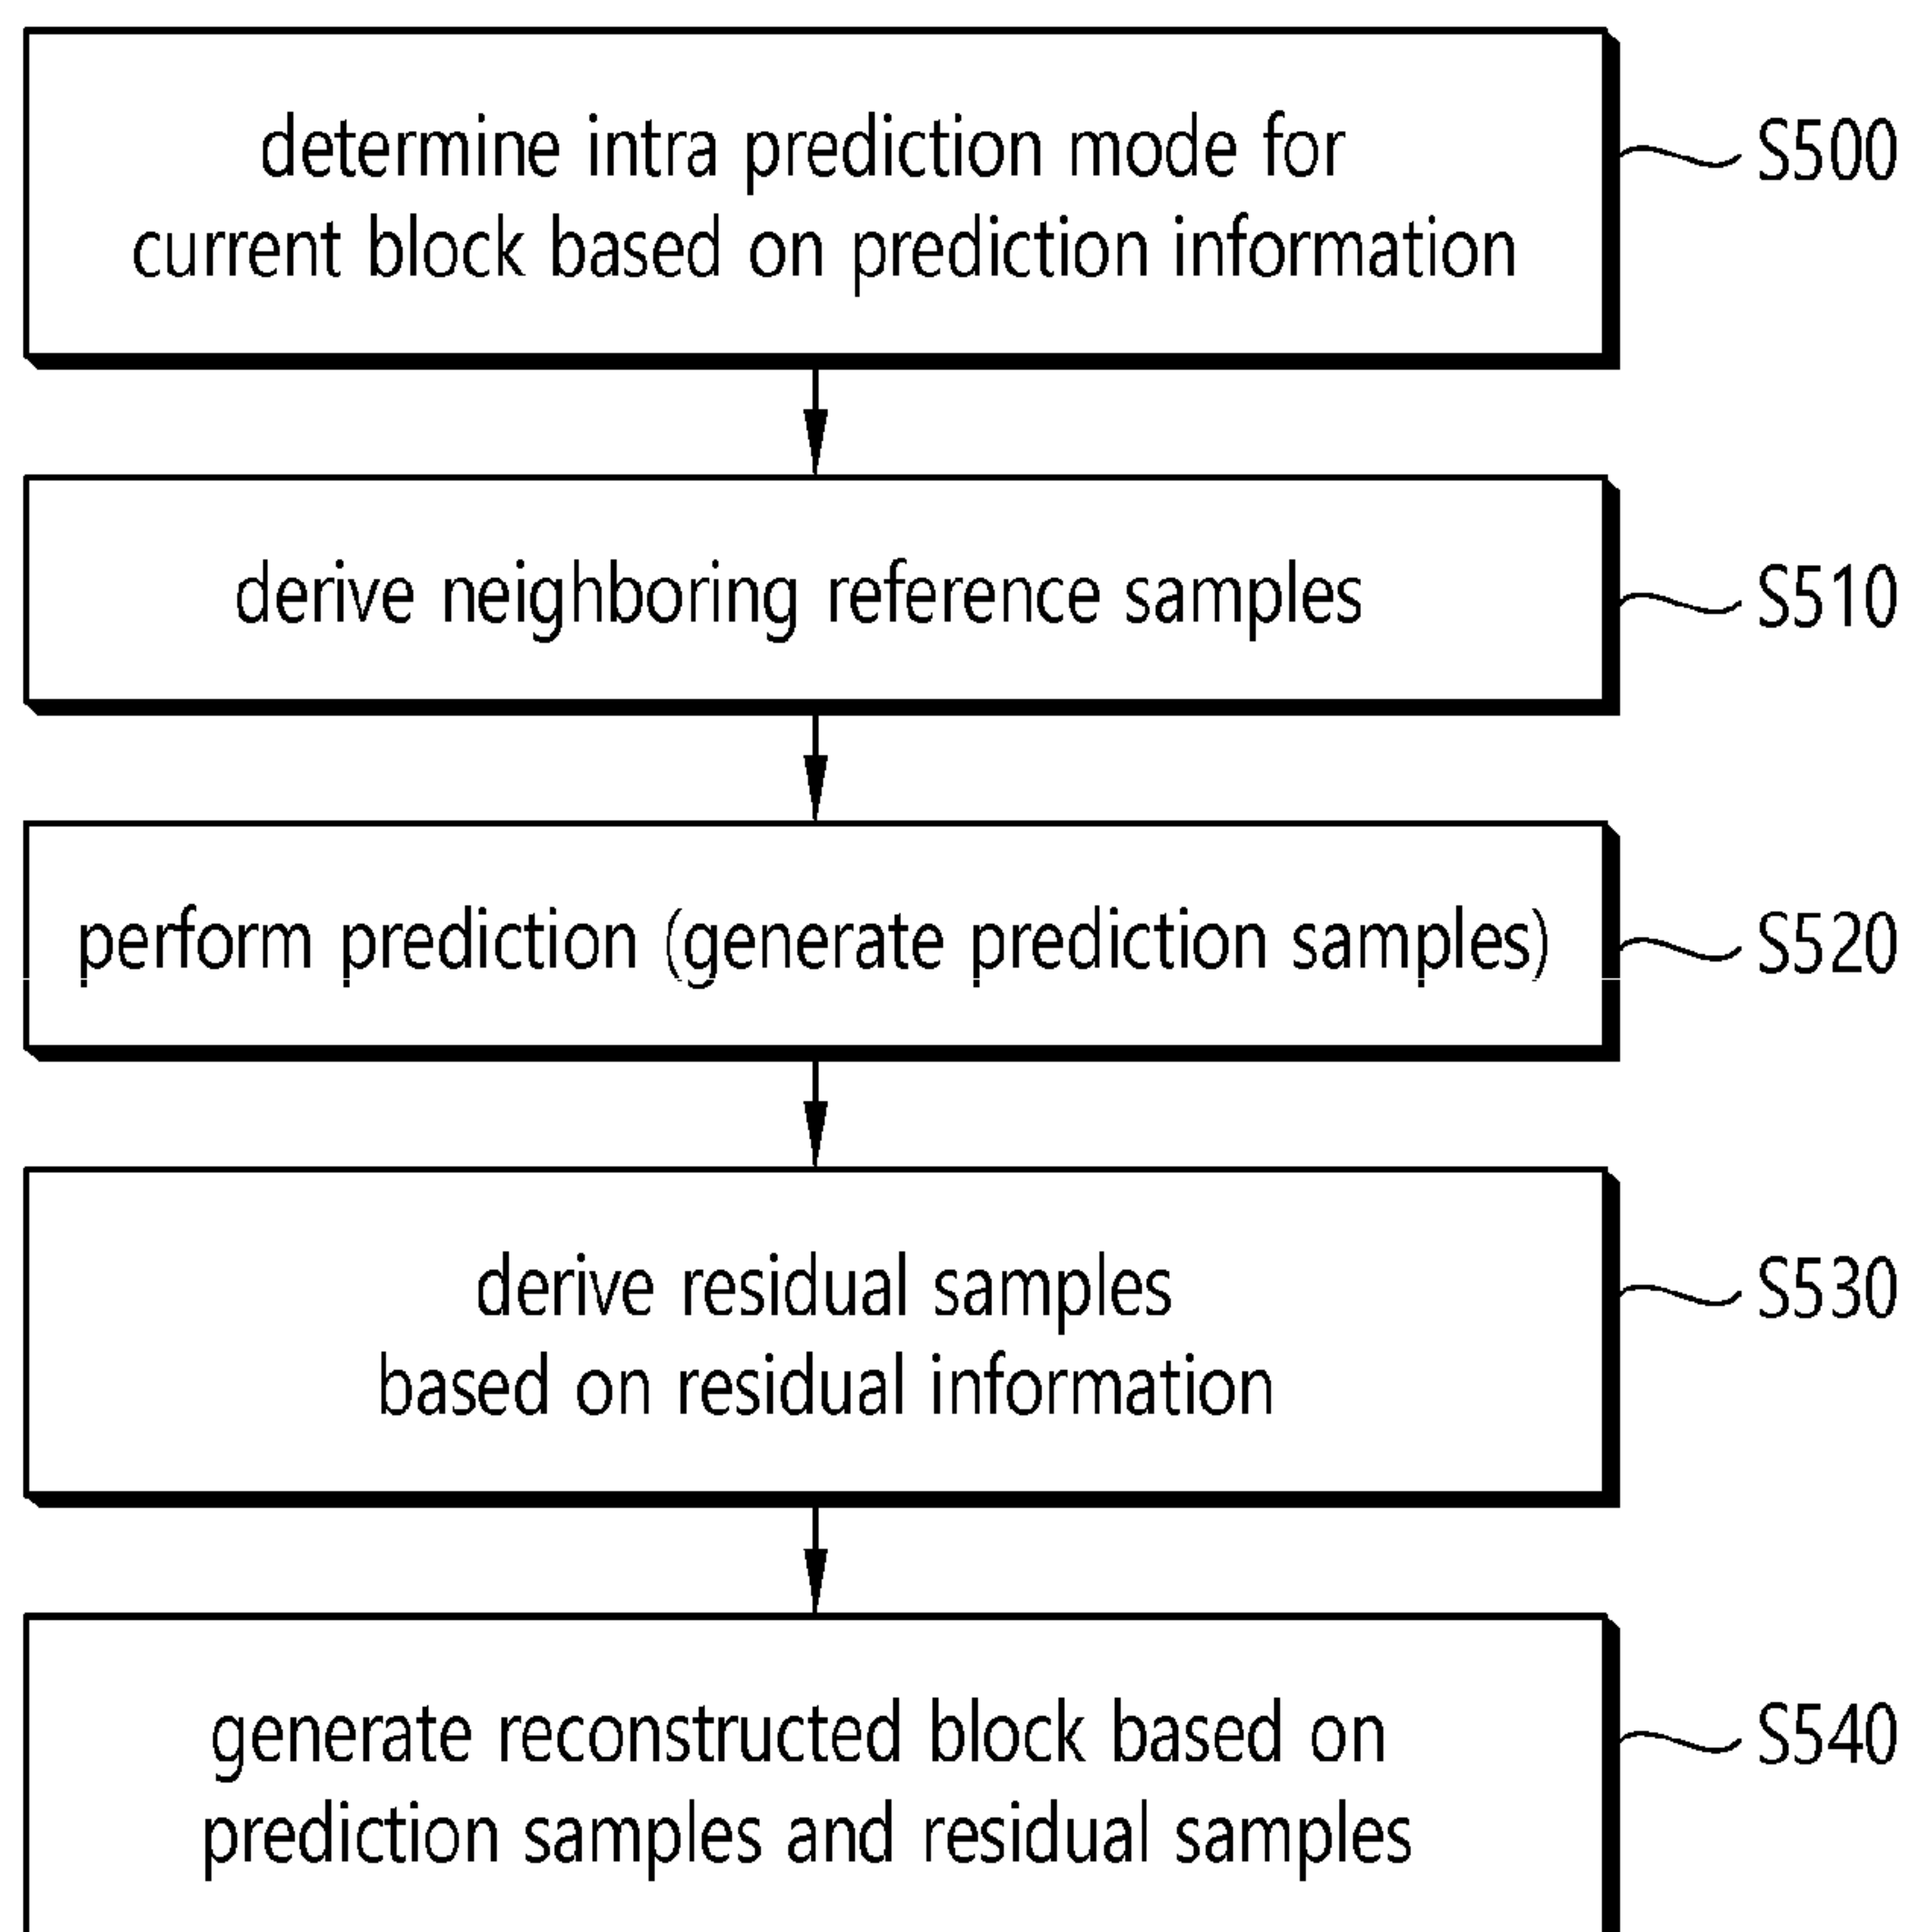 determine intra prediction mode for
current block based on prediction information
S500
derive neighboring reference samples
S510
perform prediction (generate prediction samples)
S520
derive residual samples
based on residual information
S530
generate reconstructed block based on
prediction samples and residual samples
S540